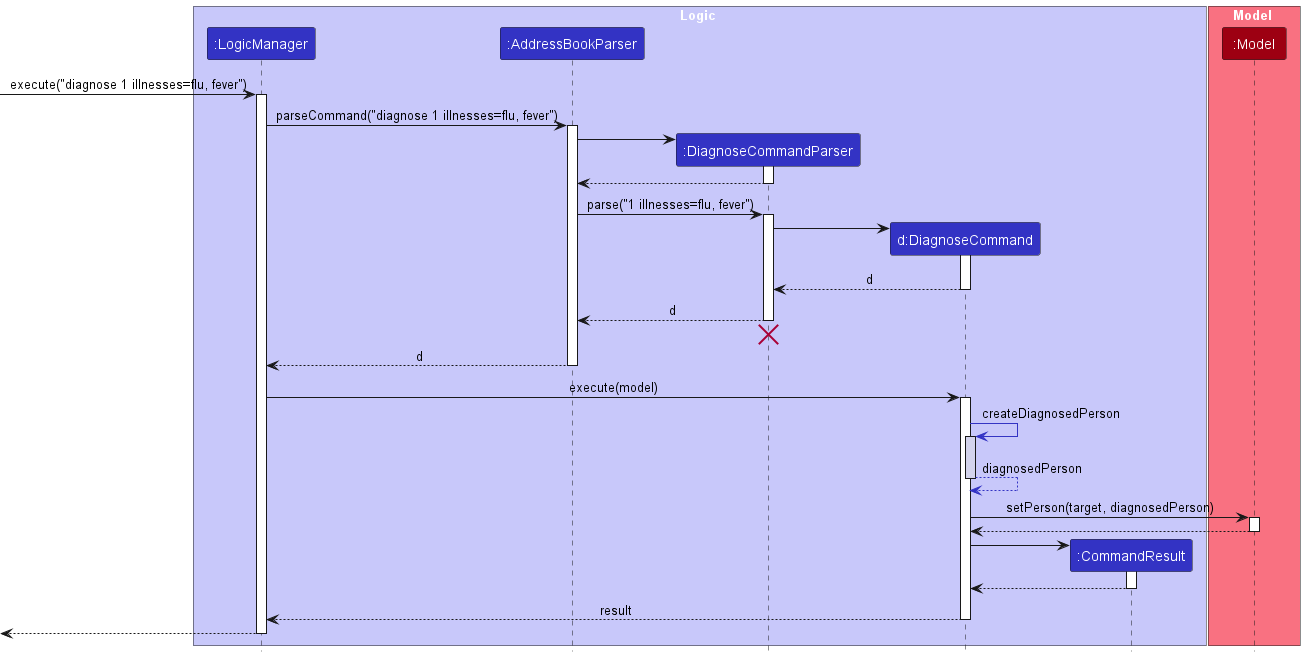 Logic
Model
:LogicManager
:AddressBookParser
:Model
execute("diagnose 1 illnesses=flu, fever")
parseCommand("diagnose 1 illnesses=flu, fever")
:DiagnoseCommandParser
parse("1 illnesses=flu, fever")
d:DiagnoseCommand
d
d
d
execute(model)
createDiagnosedPerson
diagnosedPerson
setPerson(target, diagnosedPerson)
:CommandResult
result